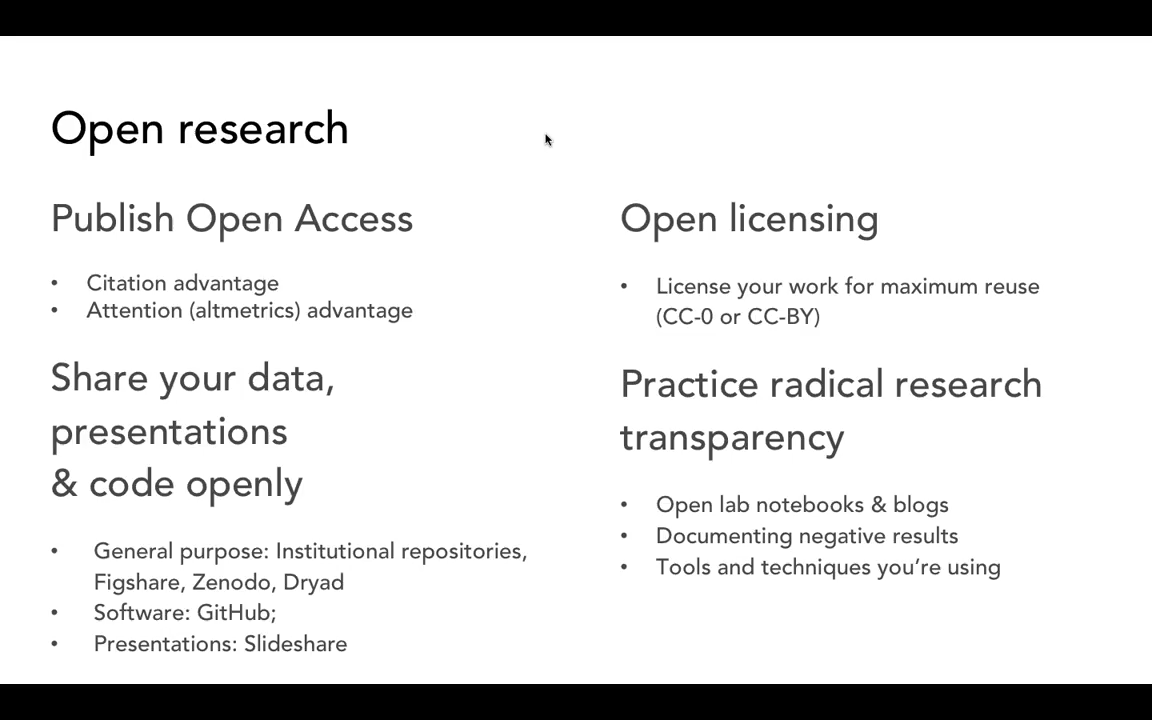 Open research
Publish Open Access
• Citation advantage
• Attention (altmetrics) advantage
Share your data,
presentations
& code openly
• General purpose: Institutional repositories,
Figshare, Zenodo, Dryad
• Software: GitHub;
• Presentations: Slideshare
Open licensing
• License your work for maximum reuse
(CC-0 or CC-BY)
Practice radical research
transparency
• Open lab notebooks & blogs
• Documenting negative results
• Tools and techniques you’re using